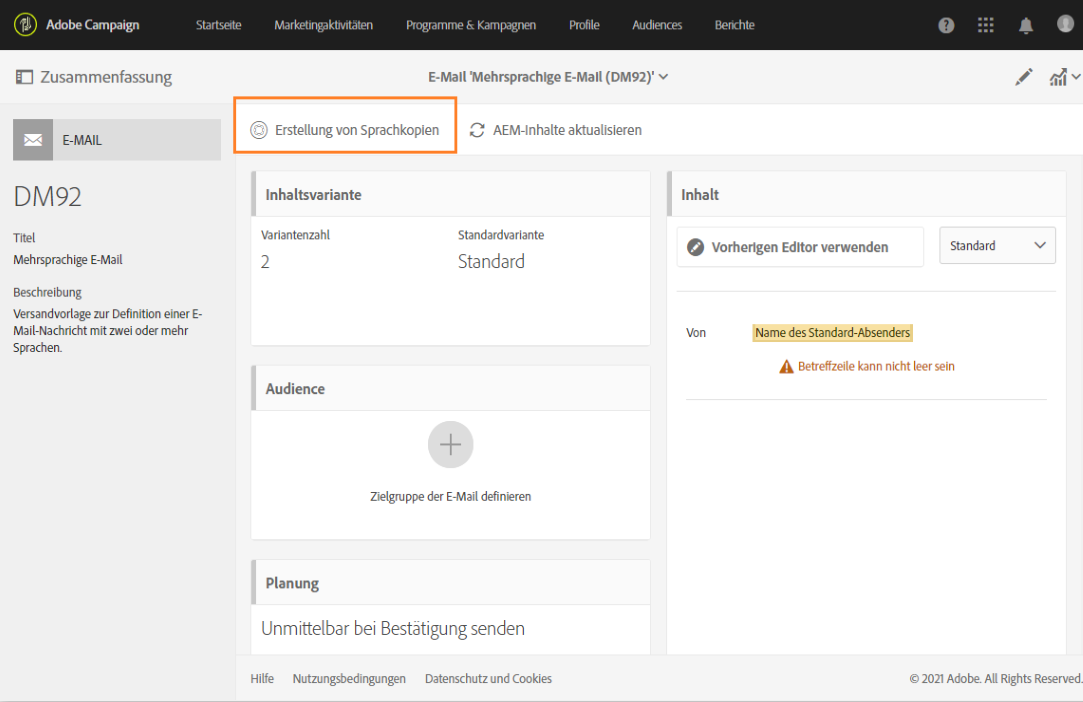 Adobe Campaign Startseite Marketingaktivitäten Programme & Kampagnen Profile Audiences Berichte
Zusammenfassung
E-Mail 'Mehrsprachige E-Mail (DM92)'
E-MAIL
DM92
Titel
Mehrsprachige E-Mail
Beschreibung
Versandvorlage zur Definition einer E-
Mail-Nachricht mit zwei oder mehr
Sprachen.
Erstellung von Sprachkopien
AEM-Inhalte aktualisieren
Inhaltsvariante
Variantenzahl
2
Standardvariante
Standard
Audience
Zielgruppe der E-Mail definieren
Planung
Unmittelbar bei Bestätigung senden
Inhalt
Vorherigen Editor verwenden
Standard
Von
Name des Standard-Absenders
Betreffzeile kann nicht leer sein
Hilfe Nutzungsbedingungen Datenschutz und Cookies
© 2021 Adobe. All Rights Reserved.